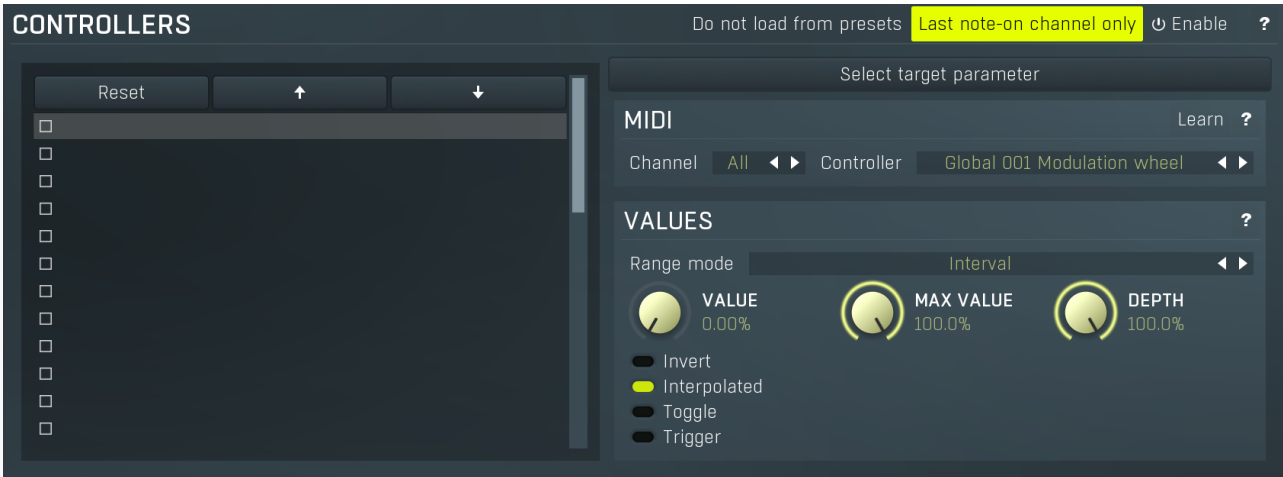 CONTROLLERS Do not load from presets Last note-on channel only Enable ?
Reset
Select target parameter
MIDI Learn ?
Channel All Controller Global 001 Modulation wheel
VALUES ?
Range mode Interval
VALUE MAX VALUE DEPTH
0.00% 100.0% 100.0%
Invert
Interpolated
Toggle
Trigger